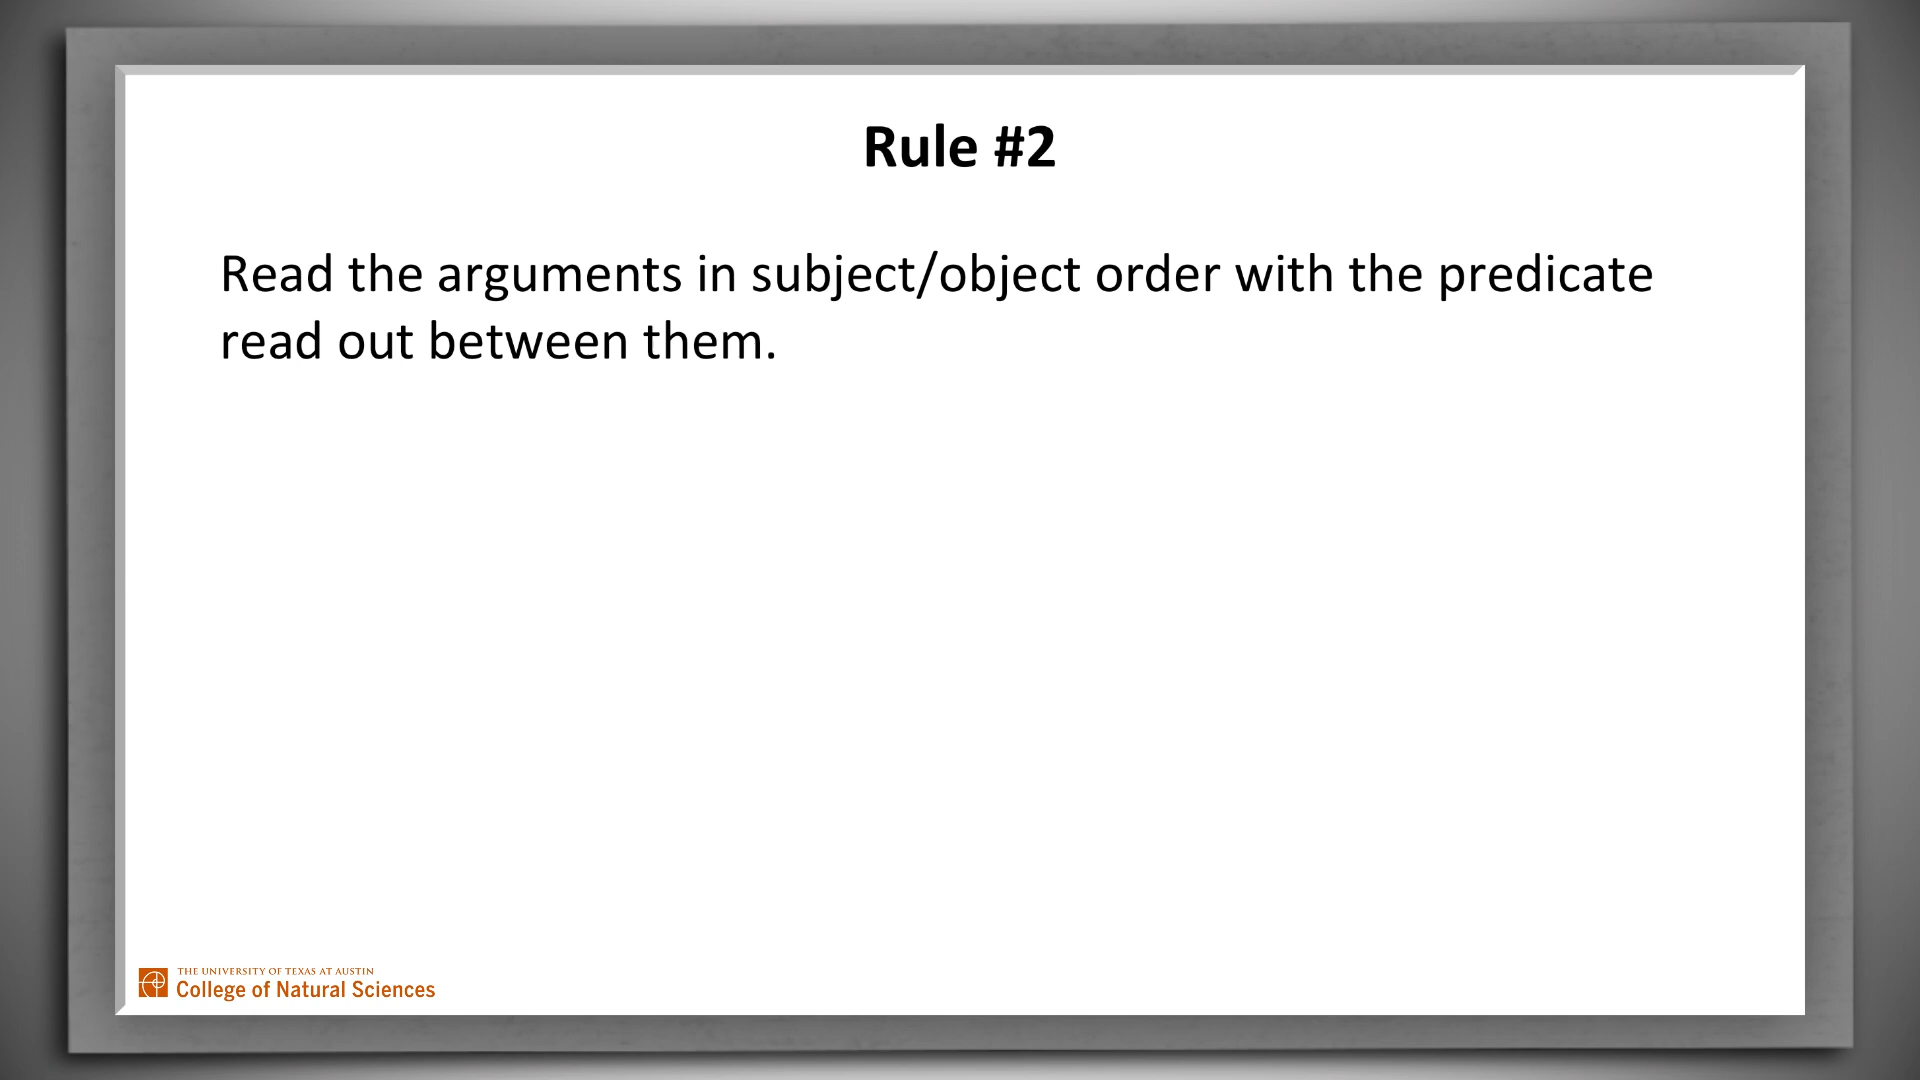 Rule #2
Read the arguments in subject/object order with the predicate
read out between them.
THE UNIVERSITY OF TEXAS AT AUSTIN
College of Natural Sciences